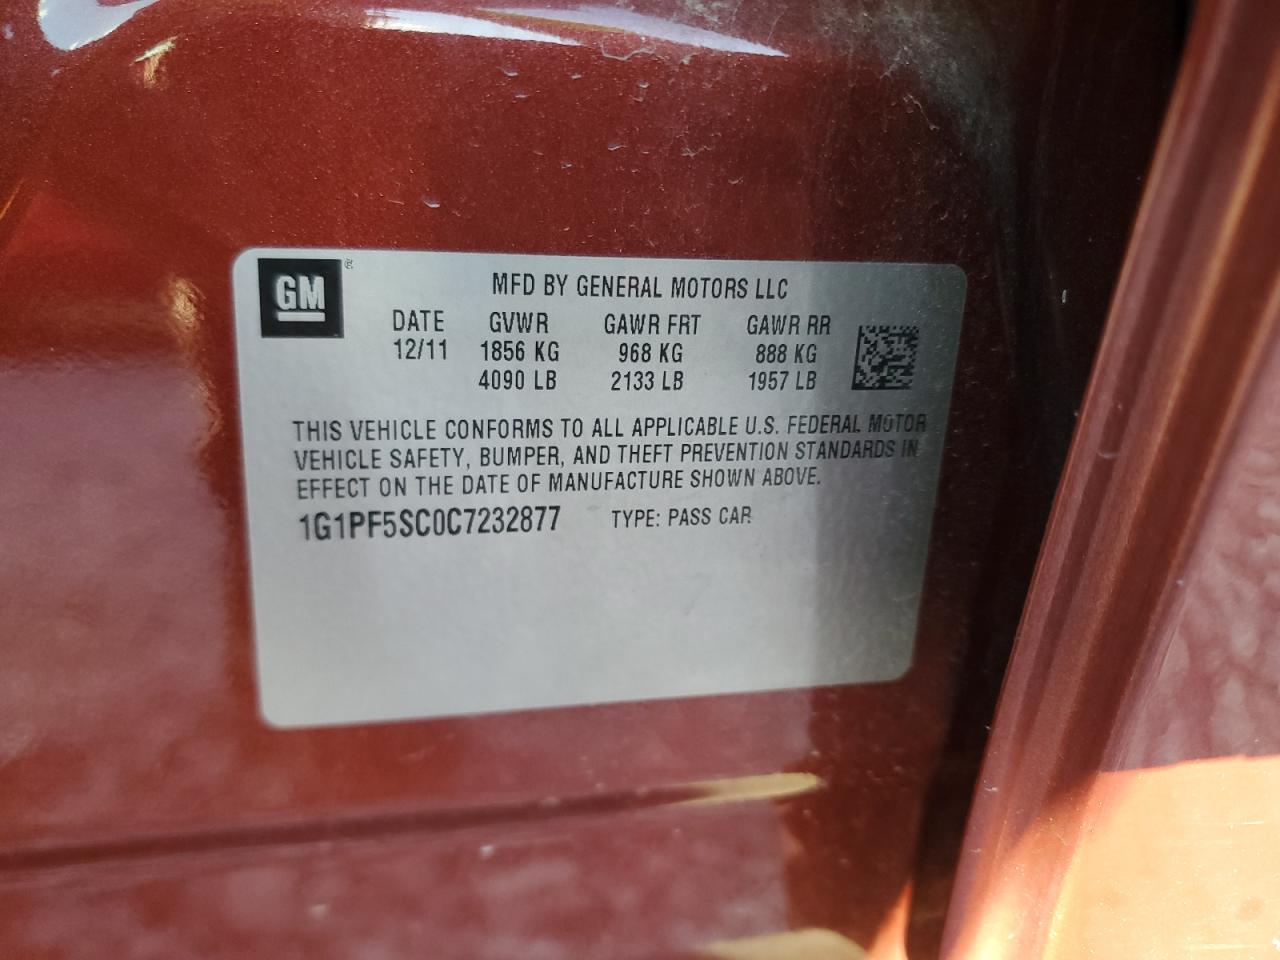 GM®
MFD BY GENERAL MOTORS LLC
DATE GVWR GAWR FRT GAWR RR
12/11 1856 KG 968 KG 888 KG
4090 LB 2133 LB 1957 LB
THIS VEHICLE CONFORMS TO ALL APPLICABLE U.S. FEDERAL MOTOR
VEHICLE SAFETY, BUMPER, AND THEFT PREVENTION STANDARDS IN
EFFECT ON THE DATE OF MANUFACTURE SHOWN ABOVE.
1G1PF5SC0C7232877 TYPE: PASS CAR